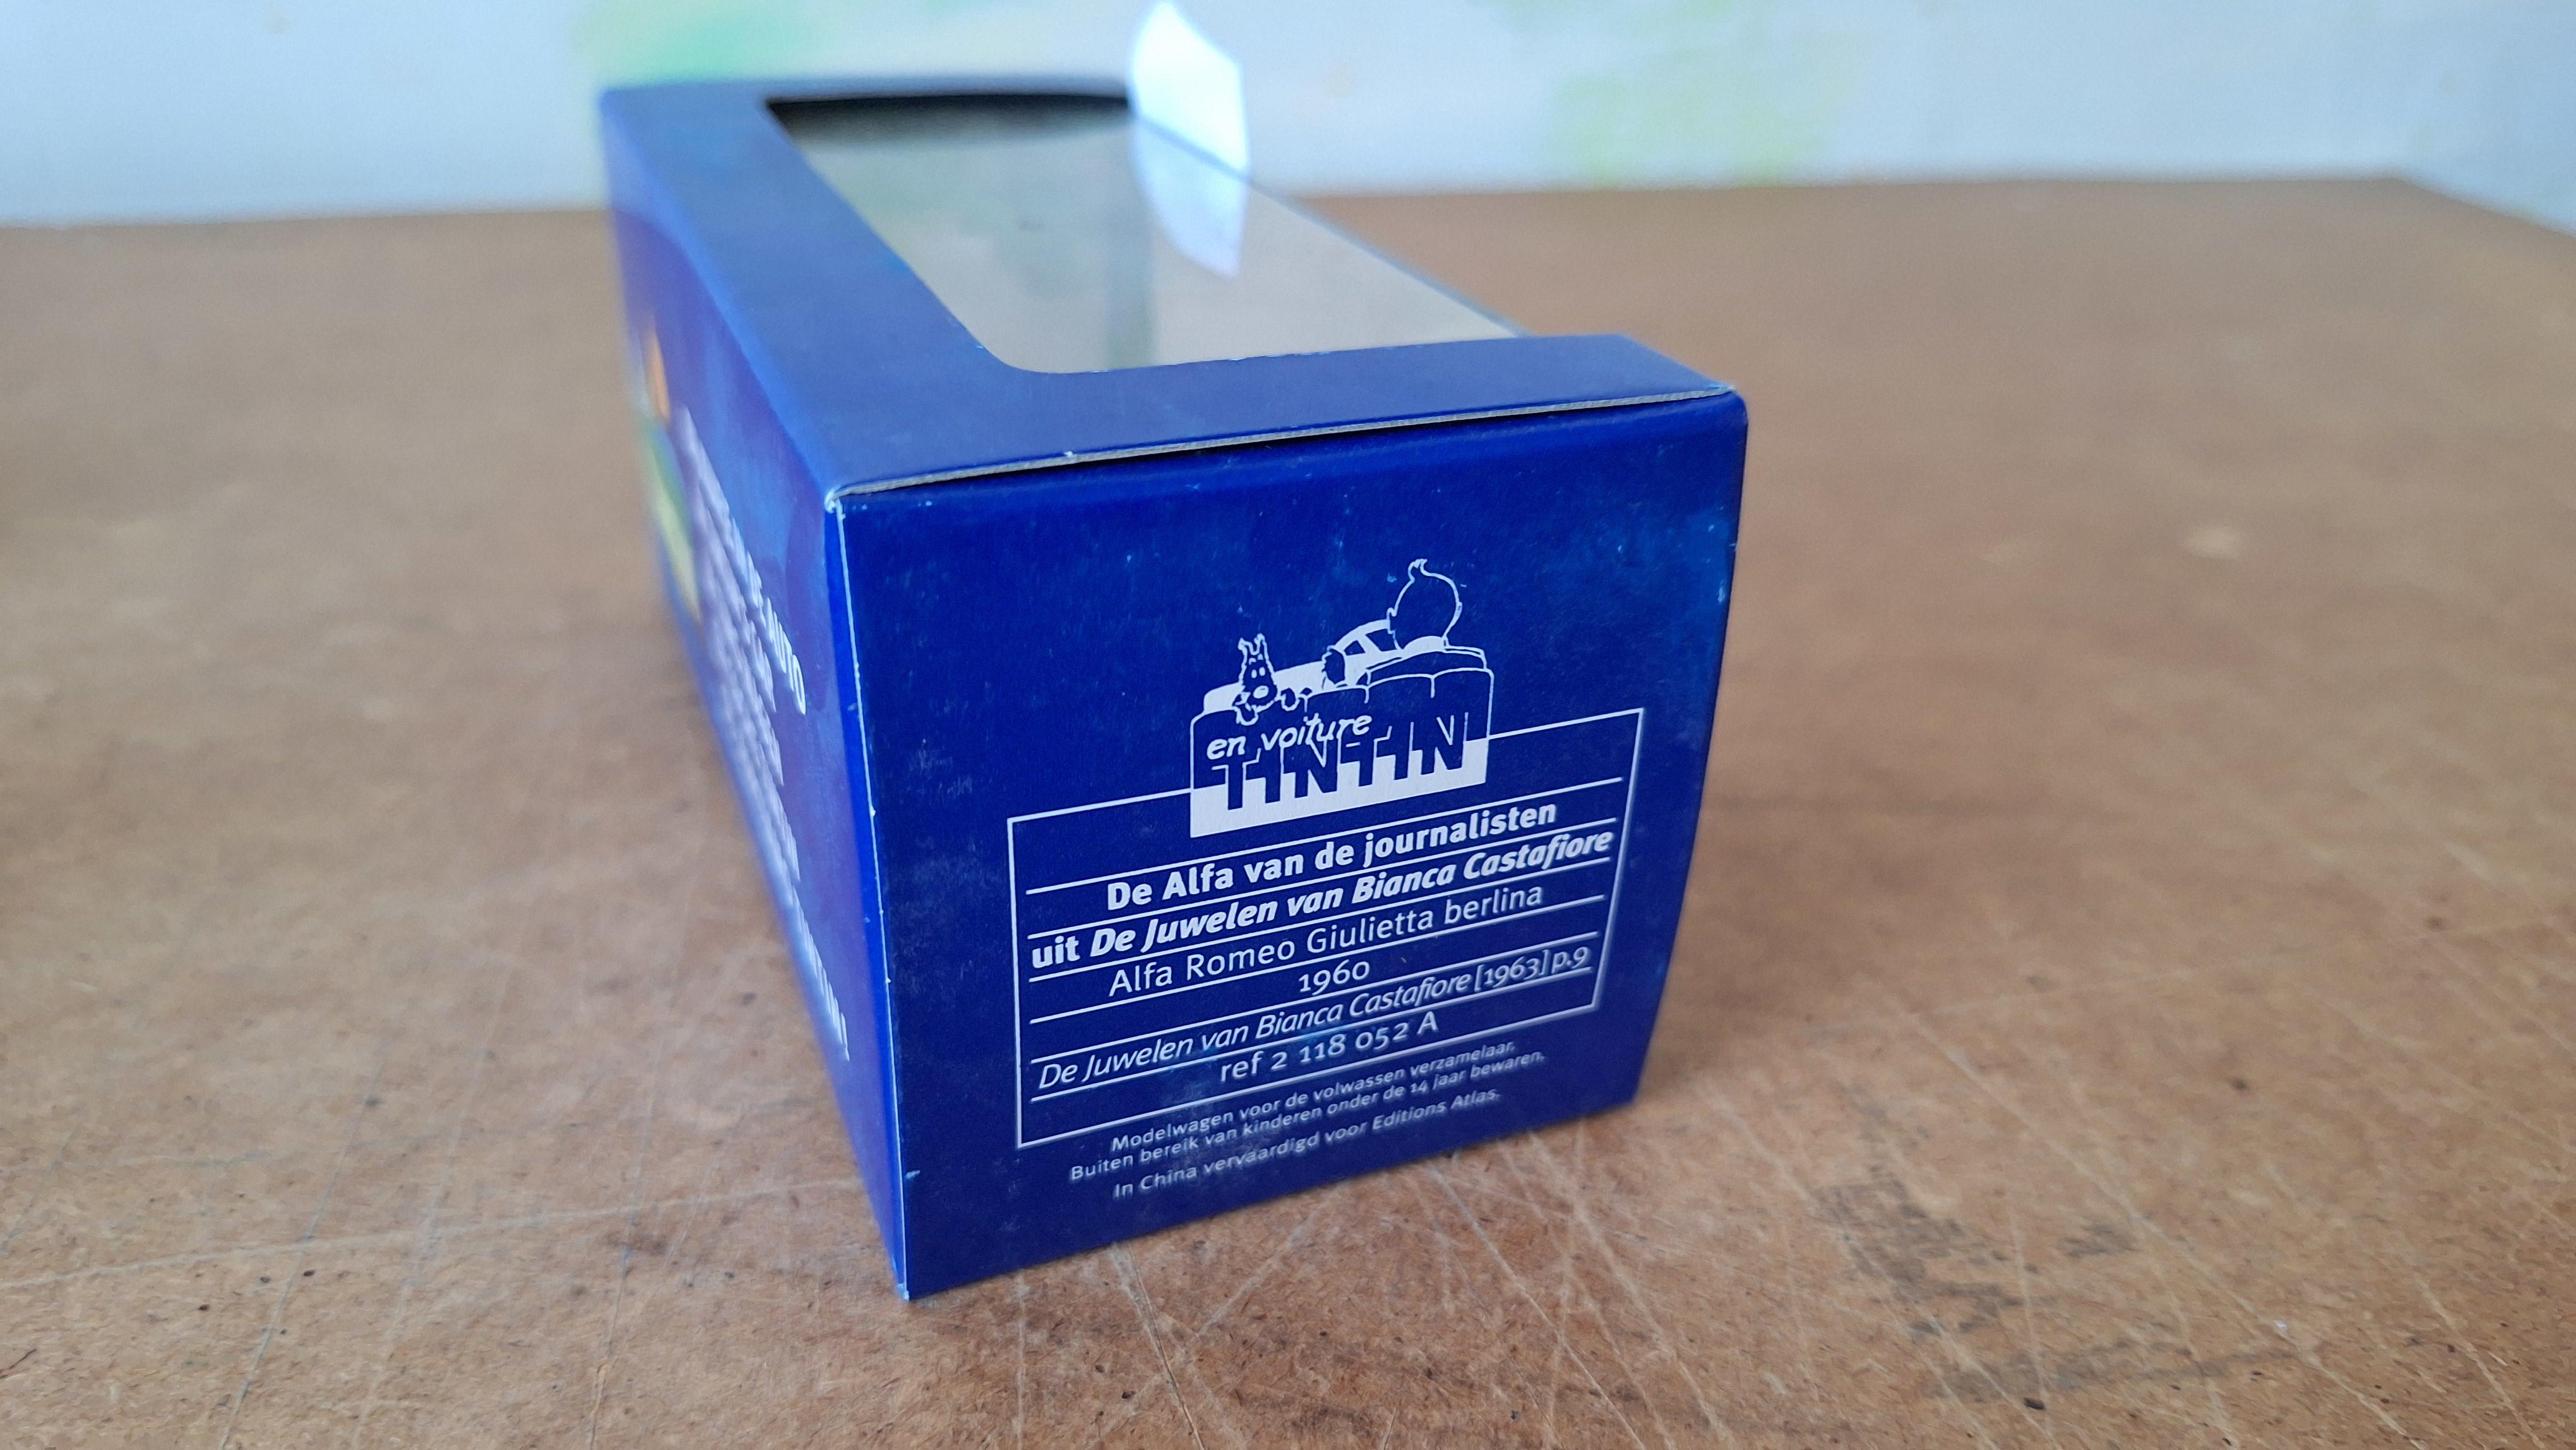 en voiture
TINTIN
De Alfa van de journalisten
uit De Juwelen van Bianca Castafiore
Alfa Romeo Giulietta berlina
1960
De Juwelen van Bianca Castafiore [1963] p.9
ref 2 118 052 A
Modelwagen voor de volwassen verzamelaar.
Buiten bereik van kinderen onder de 14 jaar bewaren.
In China vervaardigd voor Editions Atlas.